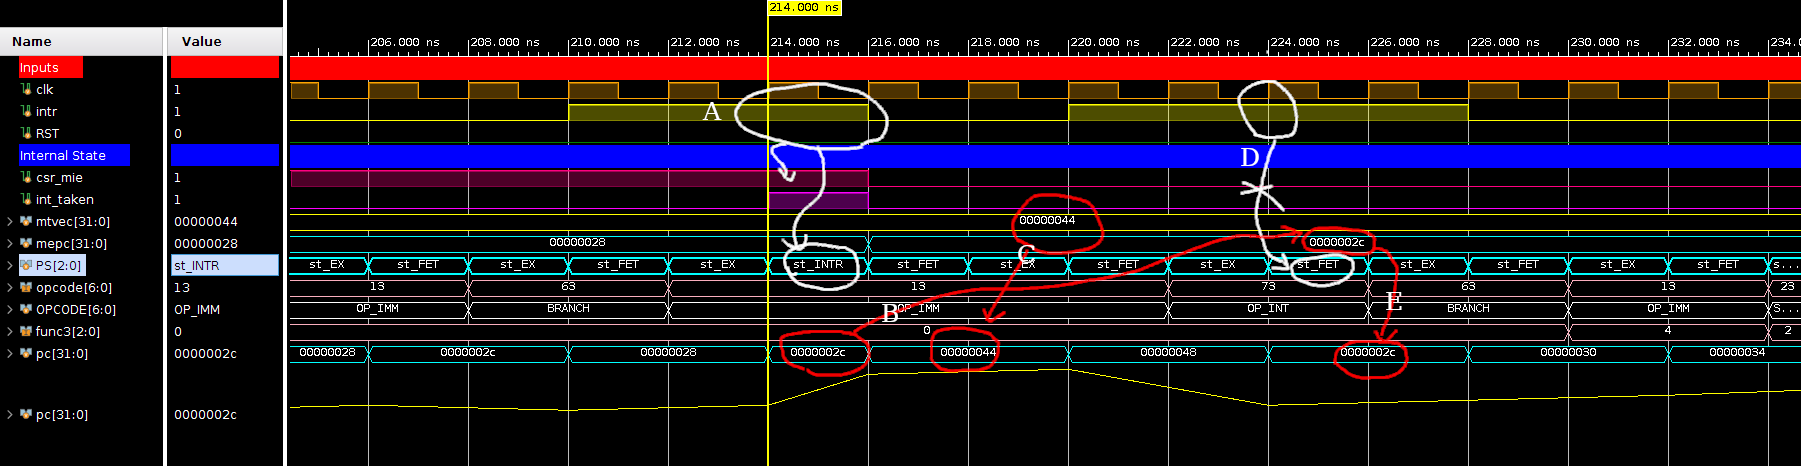 214.000 ns
Name Value 206.000 ns 208.000 ns 210.000 ns 212.000 ns 214.000 ns 216.000 ns 218.000 ns 220.000 ns 222.000 ns 224.000 ns 226.000 ns 228.000 ns 230.000 ns 232.000 ns 234.
Inputs
clk 1
intr 1 A
RST 0
Internal State D
csr_mie 1
int_taken 1
mtvec[31:0] 00000044 00000044
mepc[31:0] 00000028 00000028 0000002c
C
PS[2:0] st_INTR st_EX st_FET st_EX st_FET st_EX st_INTR st_FET st_EX st_FET st_EX st_FET st_EX st_FET st_EX st_FET s...
opcode[6:0] 13 13 63 13 73 63 13 23
E
OPCODE[6:0] OP_IMM OP_IMM BRANCH B OP_IMM OP_INT BRANCH OP_IMM S...
func3[2:0] 0 0 4 2
pc[31:0] 0000002c 00000028 0000002c 00000028 0000002c 00000044 00000048 0000002c 00000030 00000034
pc[31:0] 0000002c